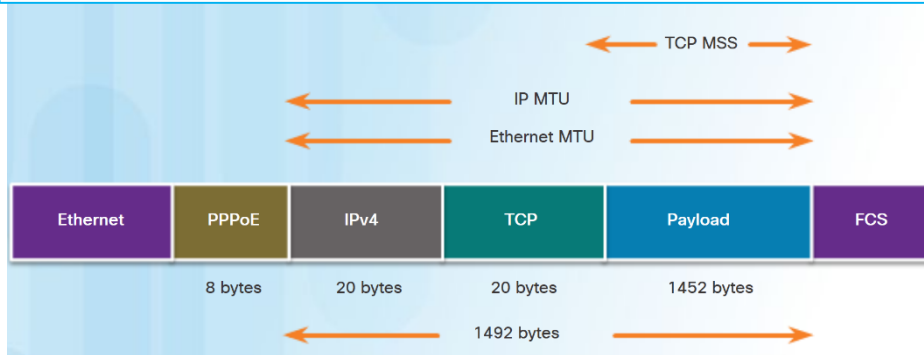 TCP MSS
IP MTU
Ethernet MTU
Ethernet PPPoE IPv4 TCP Payload FCS
8 bytes 20 bytes 20 bytes 1452 bytes
1492 bytes